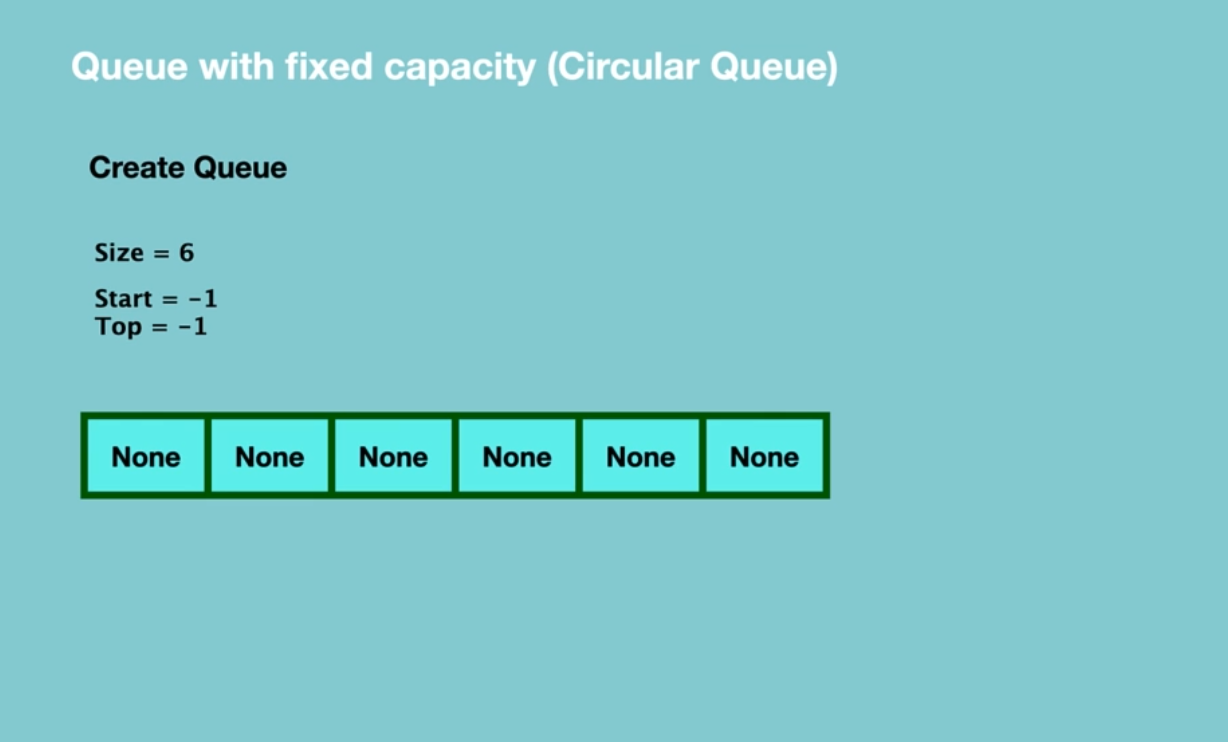 Queue with fixed capacity (Circular Queue)
Create Queue
Size = 6
Start = -1
Top = -1
None None None None None None